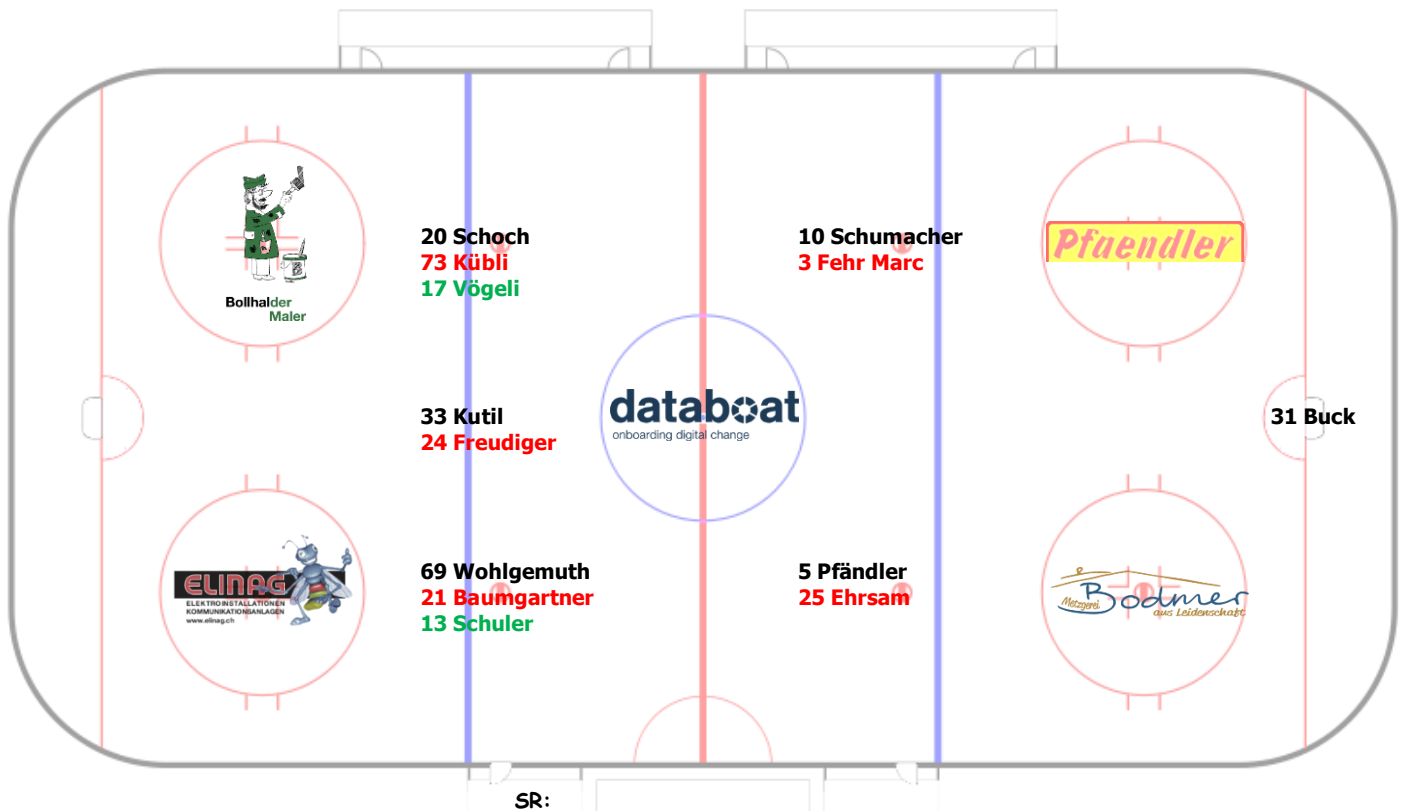 20 Schoch
73 Kübli
17 Vögeli
10 Schumacher
3 Fehr Marc
Pfaendler
Bollhalder
Maler
33 Kutil
24 Freudiger
databoat
onboarding digital change
31 Buck
ELINAG
ELEKTROINSTALLATIONEN
KOMMUNIKATIONBANLAGEN
www.elinag.ch
69 Wohlgemuth
21 Baumgartner
13 Schuler
5 Pfändler
25 Ehrsam
Metzgerei
Bodmer
aus Leidenschaft
SR: